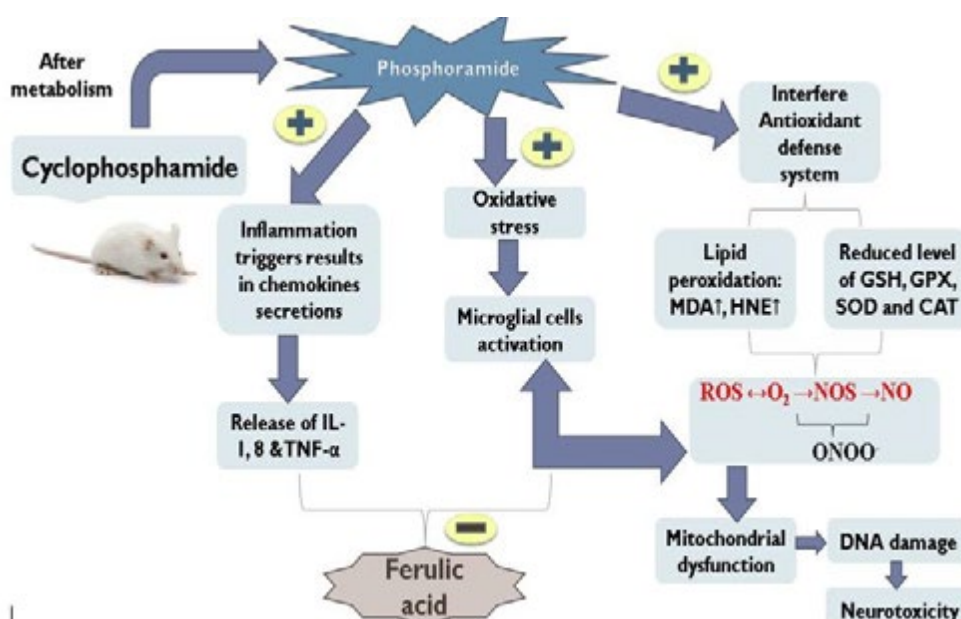 After
metabolism
Phosphoramide
Cyclophosphamide
Interfere
Antioxidant
defense
system
Inflammation
triggers results
in chemokines
secretions
Oxidative
stress
Lipid
peroxidation:
MDA↑, HNE↑
Reduced level
of GSH, GPX,
SOD and CAT
Microglial cells
activation
ROS ↔O₂ →NOS →NO
ONOO⁻
Release of IL-
1, 8 &TNF-α
Mitochondrial
dysfunction
DNA damage
Neurotoxicity
Ferulic
acid